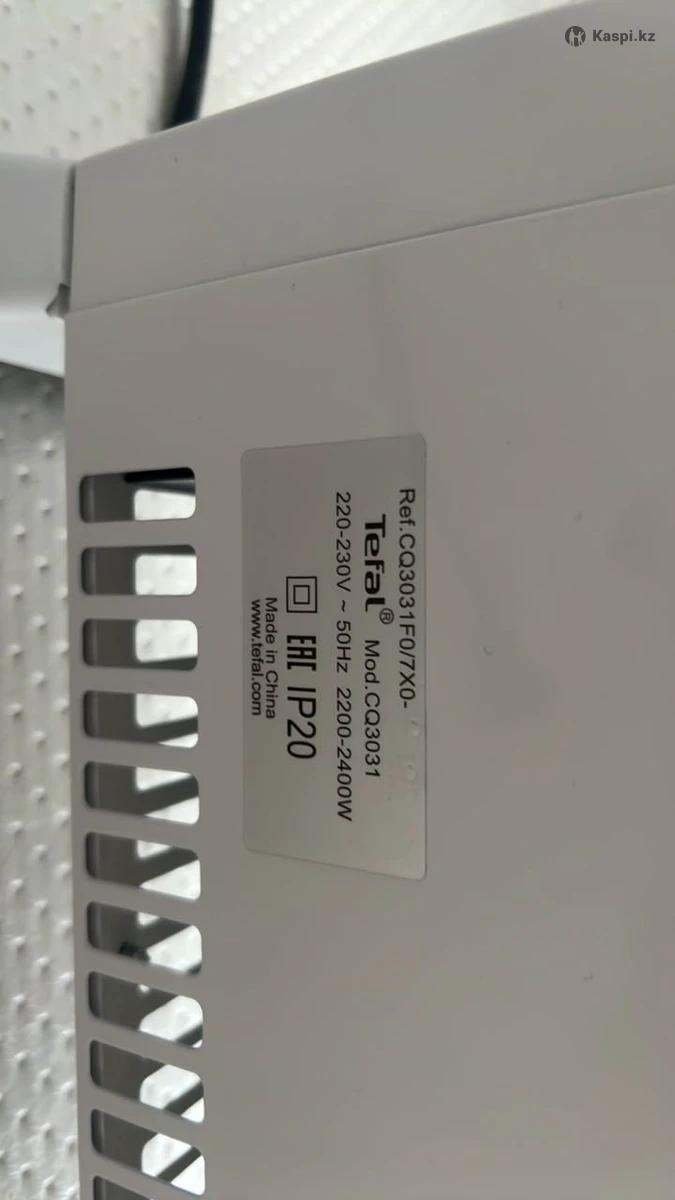 Kaspi.kz
Ref.CQ3031F0/7X0-
Tefal® Mod.CQ3031
220-230V ~ 50Hz 2200-2400W
EAC IP20
Made in China
www.tefal.com